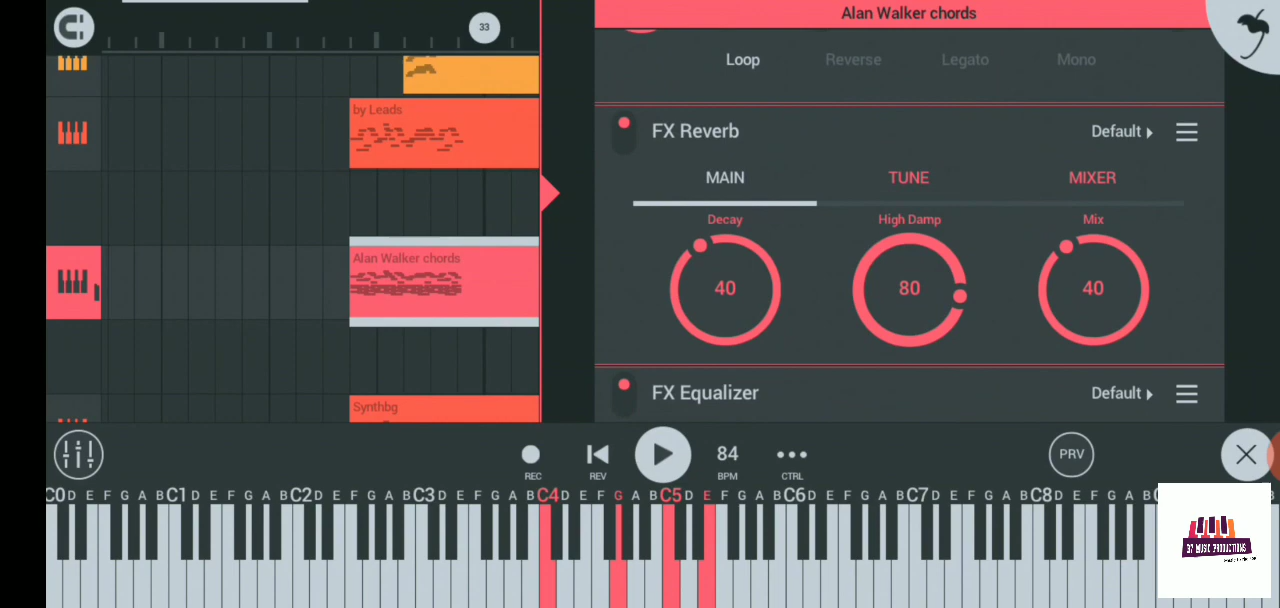 Alan Walker chords
33
Loop Reverse Legato Mono
by Leads
FX Reverb Default
MAIN TUNE MIXER
Decay High Damp Mix
40 80 40
Alan Walker chords
FX Equalizer Default
Synthbg
84 PRV
REC REV BPM CTRL
C0 D E F G A B C1 D E F G A B C2 D E F G A B C3 D E F G A B C4 D E F G A B C5 D E F G A B C6 D E F G A B C7 D E F G A B C8 D E F G A B
MUSIC PRODUCTIONS